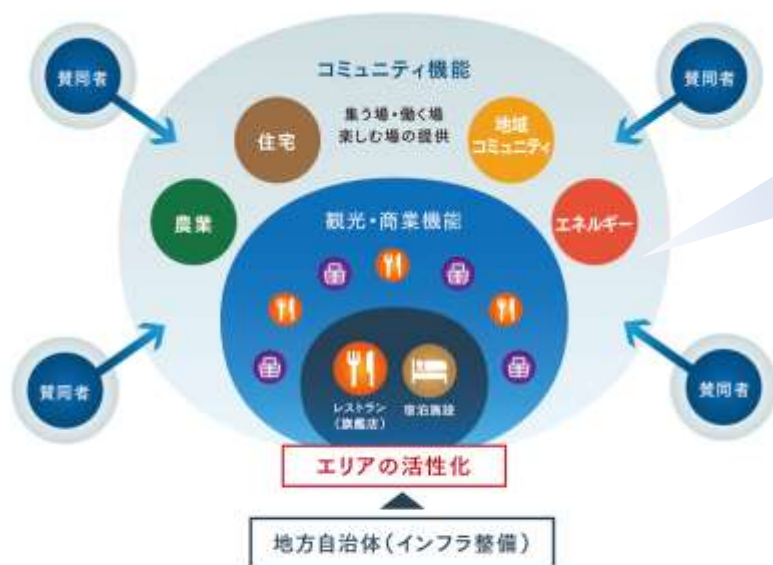 賛同者
賛同者
コミュニティ機能
集う場・働く場
楽しむ場の提供
住宅
地域
コミュニティ
農業
エネルギー
観光・商業機能
レストラン
(旗艦店)
宿泊施設
賛同者
賛同者
エリアの活性化
地方自治体(インフラ整備)